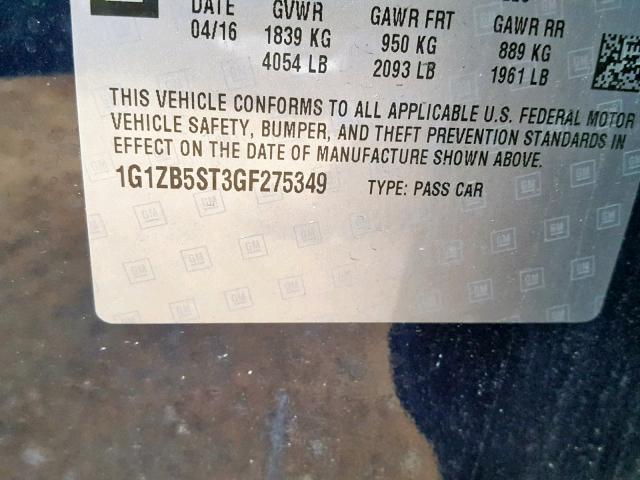 DATE GVWR GAWR FRT GAWR RR
04/16 1839 KG 950 KG 889 KG
4054 LB 2093 LB 1961 LB
THIS VEHICLE CONFORMS TO ALL APPLICABLE U.S. FEDERAL MOTOR
VEHICLE SAFETY, BUMPER, AND THEFT PREVENTION STANDARDS IN
EFFECT ON THE DATE OF MANUFACTURE SHOWN ABOVE.
1G1ZB5ST3GF275349 TYPE: PASS CAR